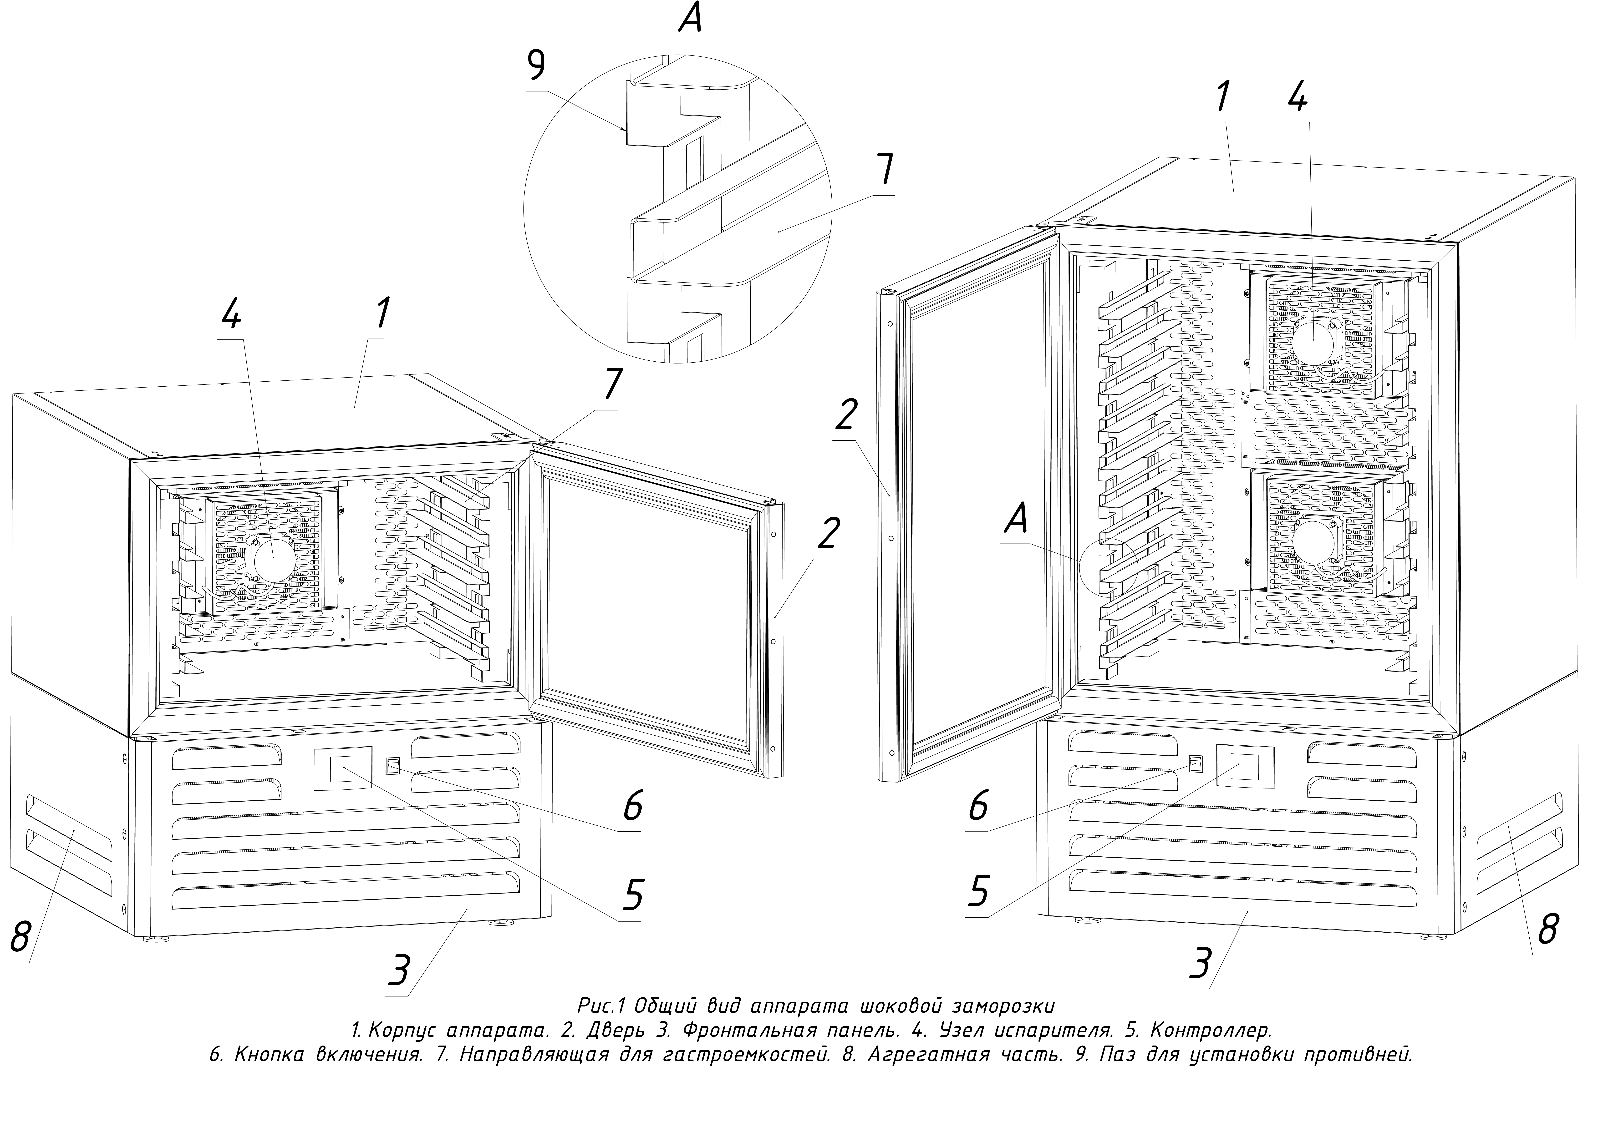 А
9
1 4
7
4 1
7
2
2
А
6 6
5 5
8 8
3 3
Рис.1 Общий вид аппарата шоковой заморозки
1. Корпус аппарата. 2. Дверь 3. Фронтальная панель. 4. Узел испарителя. 5. Контроллер.
6. Кнопка включения. 7. Направляющая для гастроемкостей. 8. Агрегатная часть. 9. Паз для установки противней.